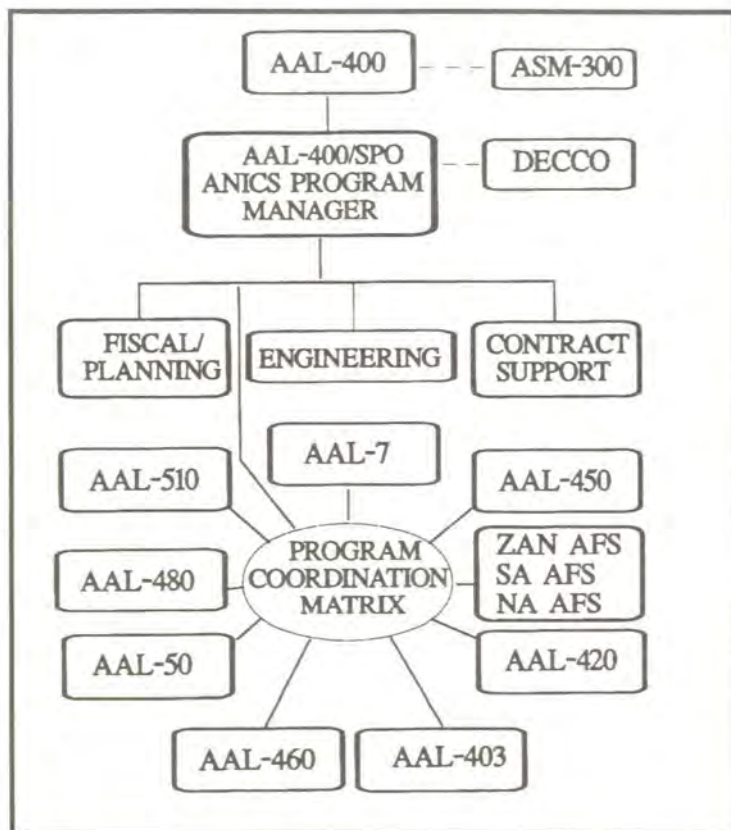 AAL-400
ASM-300
AAL-400/SPO
ANICS PROGRAM
MANAGER
DECCO
FISCAL/
PLANNING
ENGINEERING
CONTRACT
SUPPORT
AAL-7
AAL-510
AAL-450
PROGRAM
COORDINATION
MATRIX
ZAN AFS
SA AFS
NA AFS
AAL-480
AAL-50
AAL-420
AAL-460
AAL-403